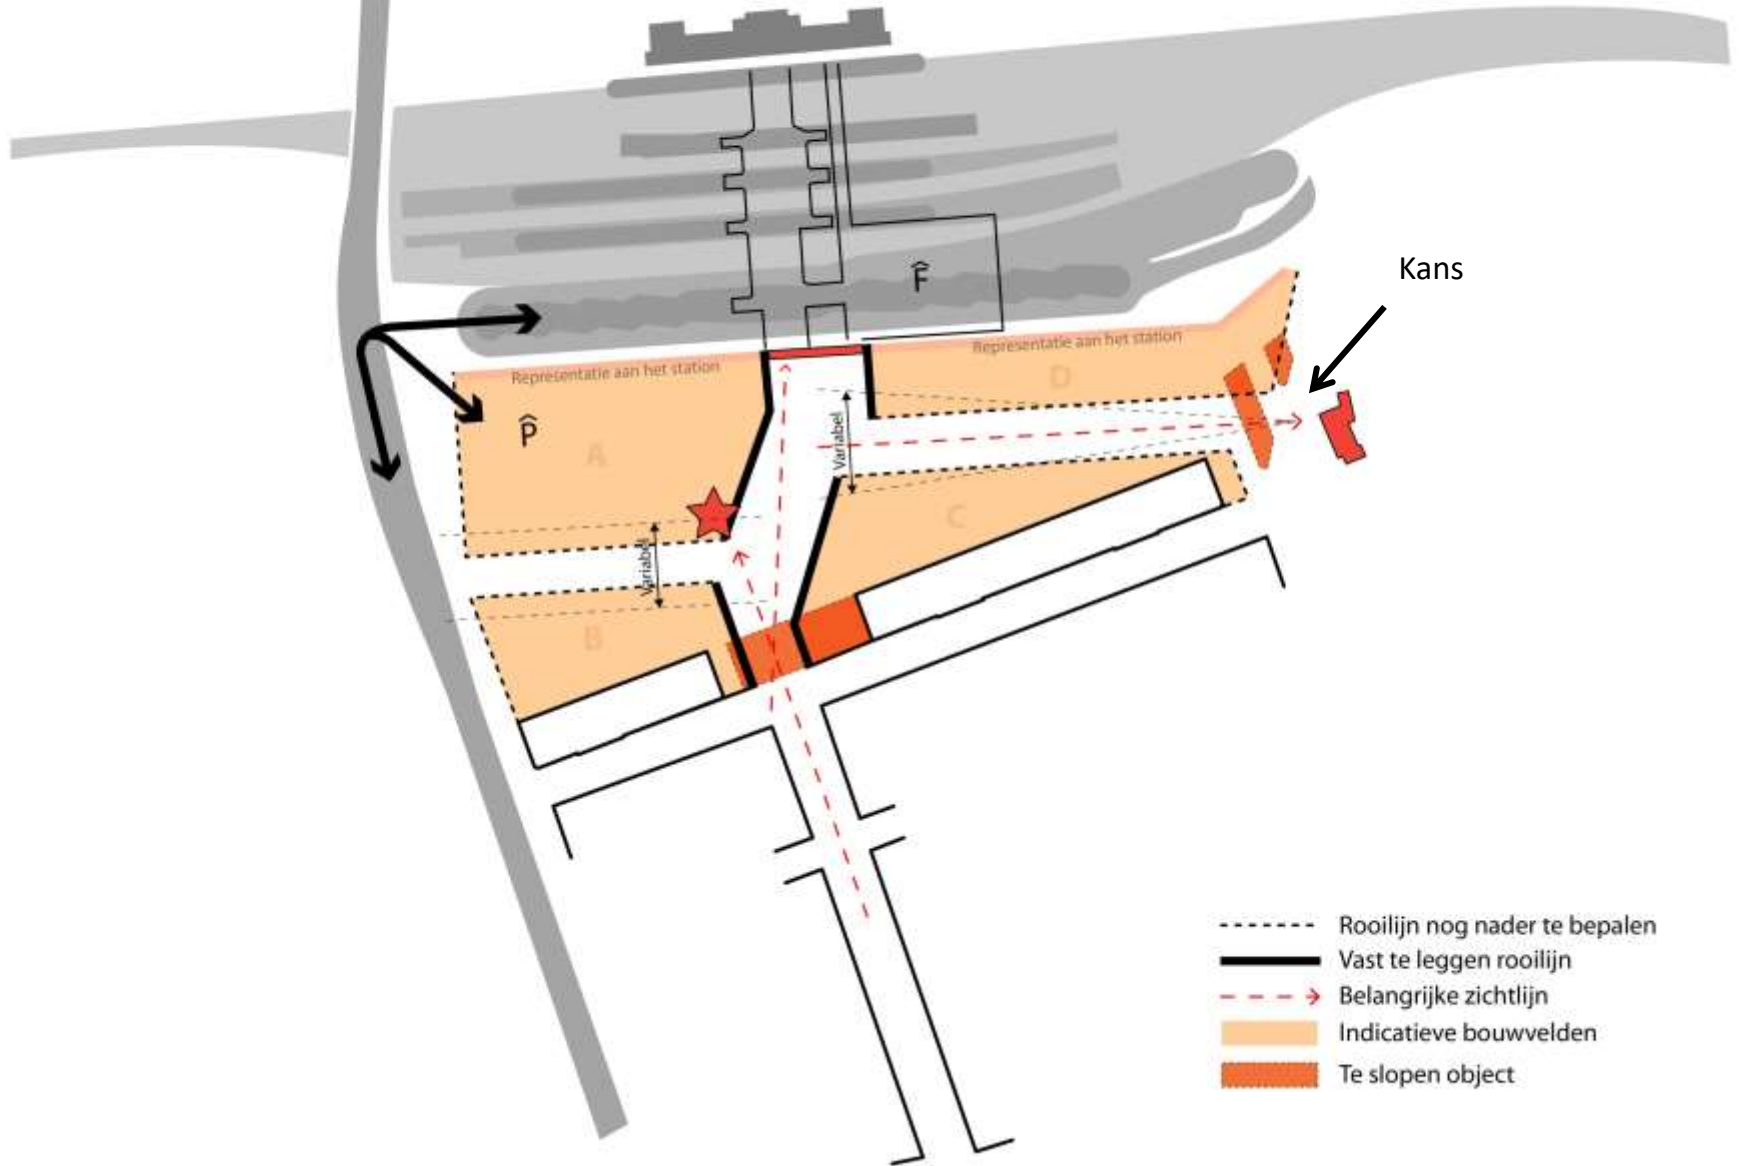 F̂
Kans
Representatie aan het station
Representatie aan het station
D
P̂
A
Variabel
C
Variabel
B
Rooilijn nog nader te bepalen
Vast te leggen rooilijn
Belangrijke zichtlijn
Indicatieve bouwvelden
Te slopen object